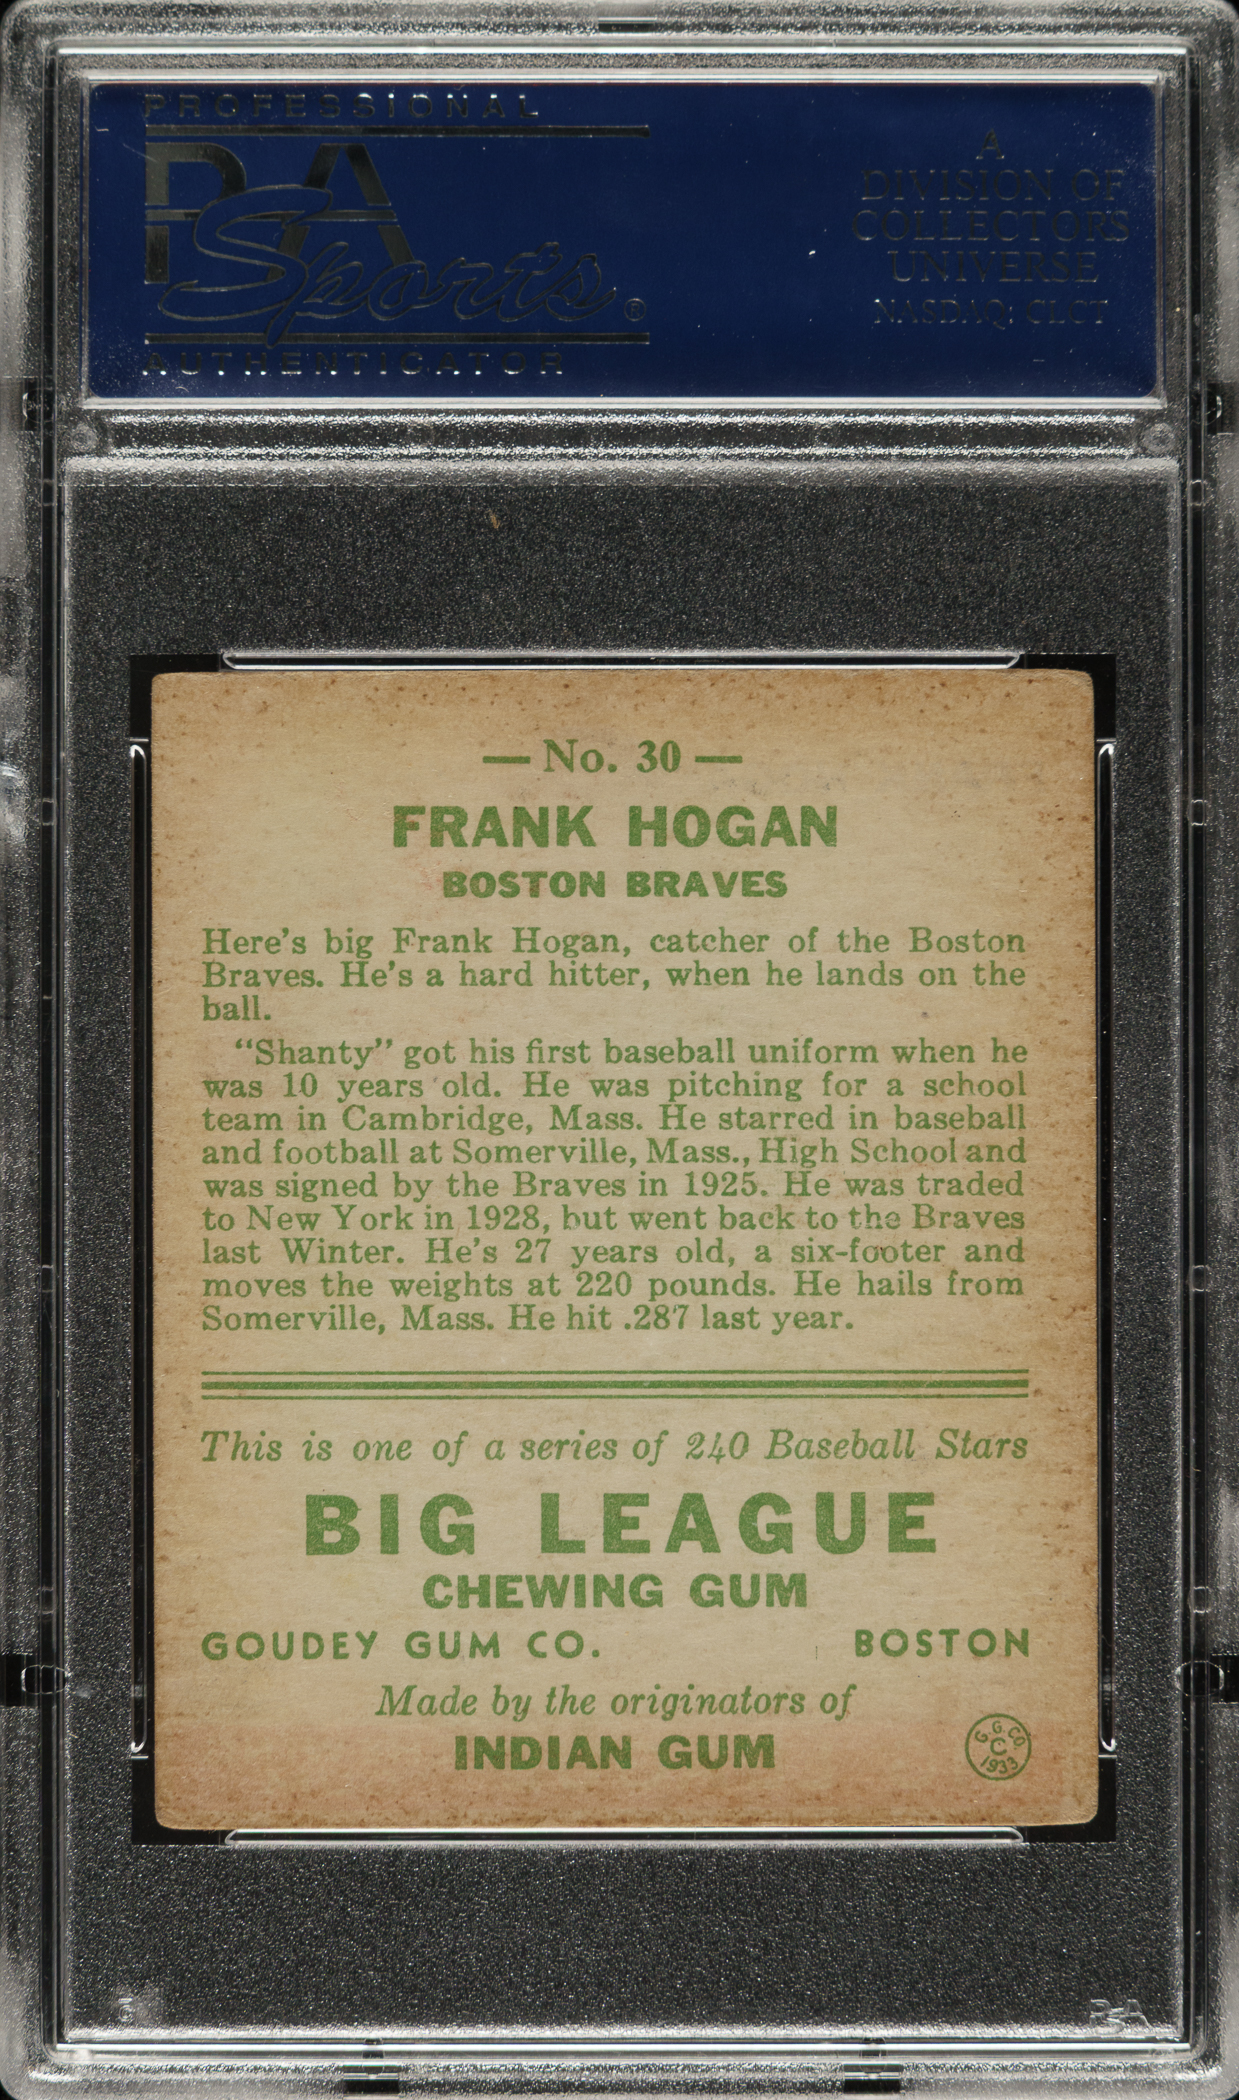 PROFESSIONAL
PSA
Sports®
AUTHENTICATOR
A
DIVISION OF
COLLECTORS
UNIVERSE
NASDAQ: CLCT
— No. 30 —
FRANK HOGAN
BOSTON BRAVES
Here's big Frank Hogan, catcher of the Boston
Braves. He's a hard hitter, when he lands on the
ball.
"Shanty" got his first baseball uniform when he
was 10 years old. He was pitching for a school
team in Cambridge, Mass. He starred in baseball
and football at Somerville, Mass., High School and
was signed by the Braves in 1925. He was traded
to New York in 1928, but went back to the Braves
last Winter. He's 27 years old, a six-footer and
moves the weights at 220 pounds. He hails from
Somerville, Mass. He hit .287 last year.
This is one of a series of 240 Baseball Stars
BIG LEAGUE
CHEWING GUM
GOUDEY GUM CO. BOSTON
Made by the originators of
INDIAN GUM
G. G. CO.
C
1933
PSA